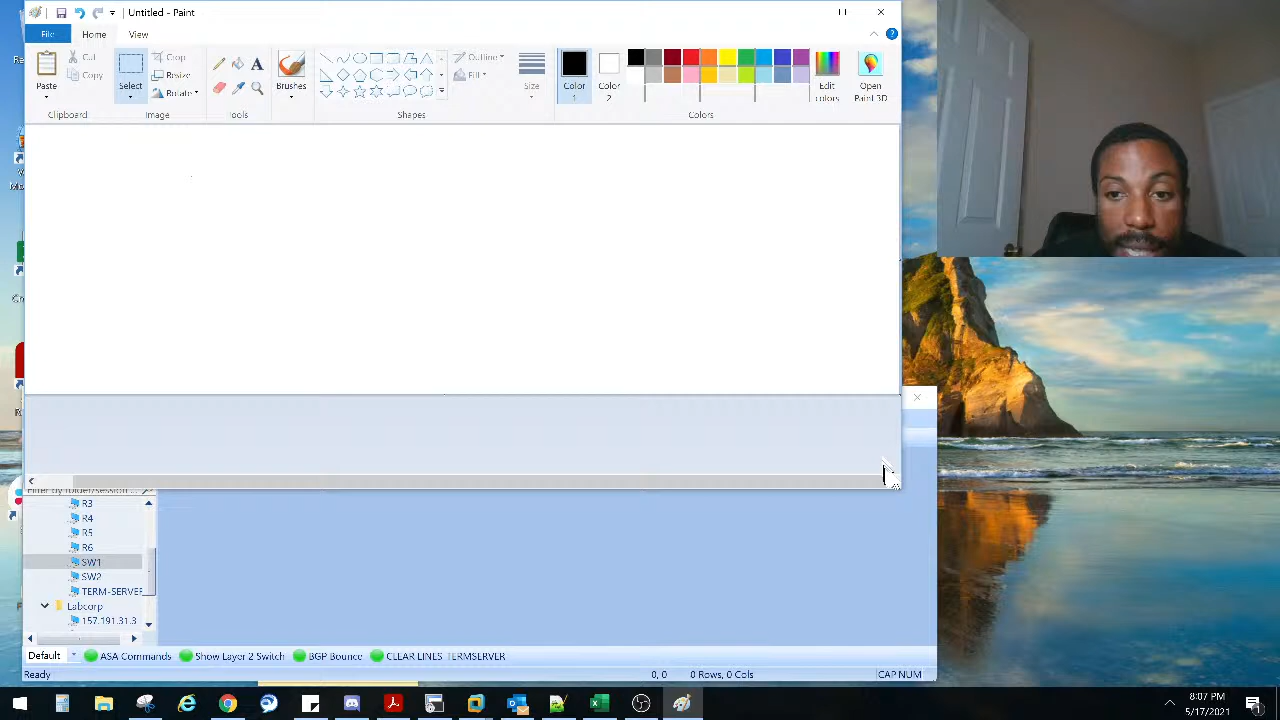 Untitled - Paint
File
Home
View
Paste
Select
Crop
Resize
Rotate
Brushes
Outline
Fill
Size
Color
1
Color
2
Edit
colors
Open
Paint 3D
Clipboard
Image
Tools
Shapes
Colors
R3
R4
R5
R6
SW1
SW2
TERM-SERVER
Labcorp
157.191.31.3
Default
ASA Commands
Show Layer 2 Switch
BGP Bounce
CLEAR LINES_TERMSERVER
Ready
0, 0
0 Rows, 0 Cols
CAP NUM
8:07 PM
5/17/2021